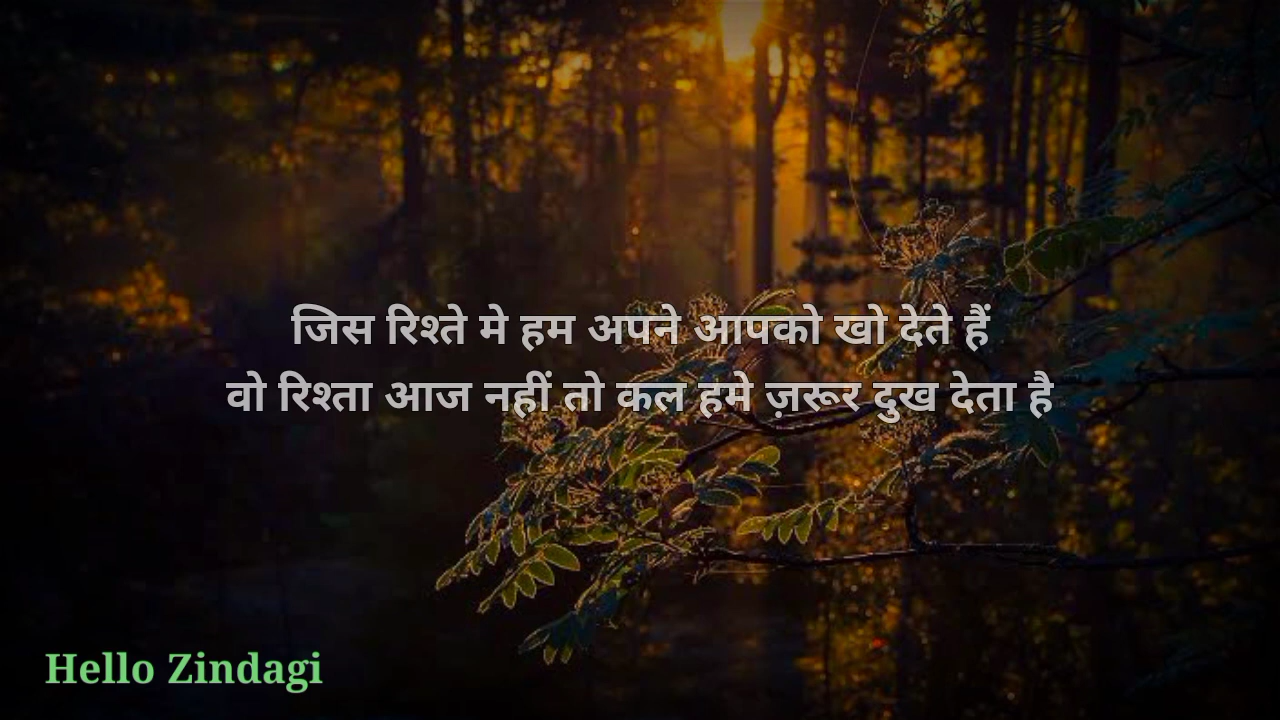 जिस रिश्ते मे हम अपने आपको खो देते हैं
वो रिश्ता आज नहीं तो कल हमे ज़रूर दुख देता है
Hello Zindagi